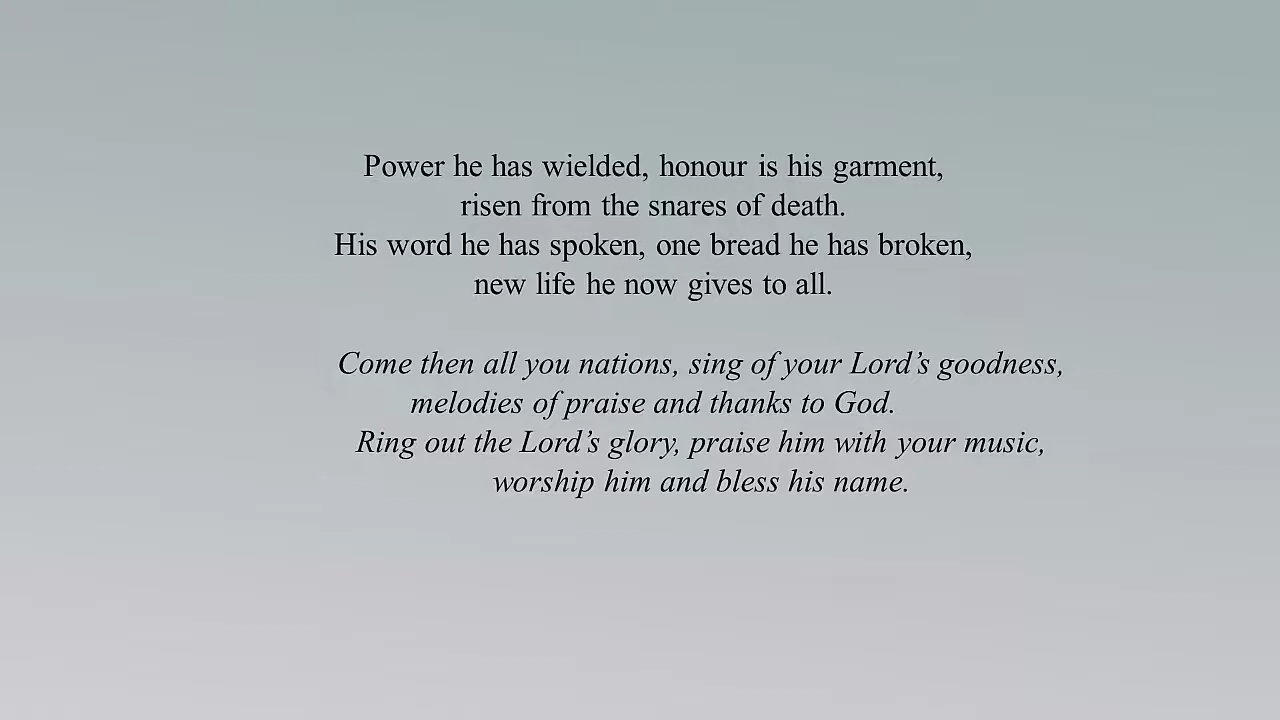 Power he has wielded, honour is his garment,
risen from the snares of death.
His word he has spoken, one bread he has broken,
new life he now gives to all.
Come then all you nations, sing of your Lord’s goodness,
melodies of praise and thanks to God.
Ring out the Lord’s glory, praise him with your music,
worship him and bless his name.